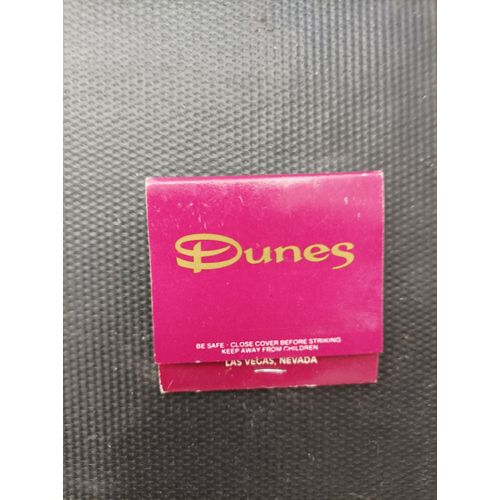 Dunes
BE SAFE - CLOSE COVER BEFORE STRIKING
KEEP AWAY FROM CHILDREN
LAS VEGAS, NEVADA